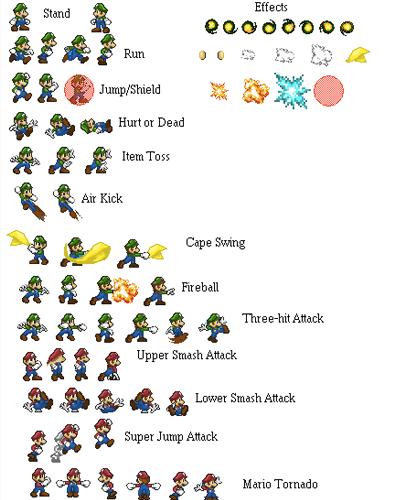 Stand
Effects
Run
Jump/Shield
Hurt or Dead
Item Toss
Air Kick
Cape Swing
Fireball
Three-hit Attack
Upper Smash Attack
Lower Smash Attack
Super Jump Attack
Mario Tornado